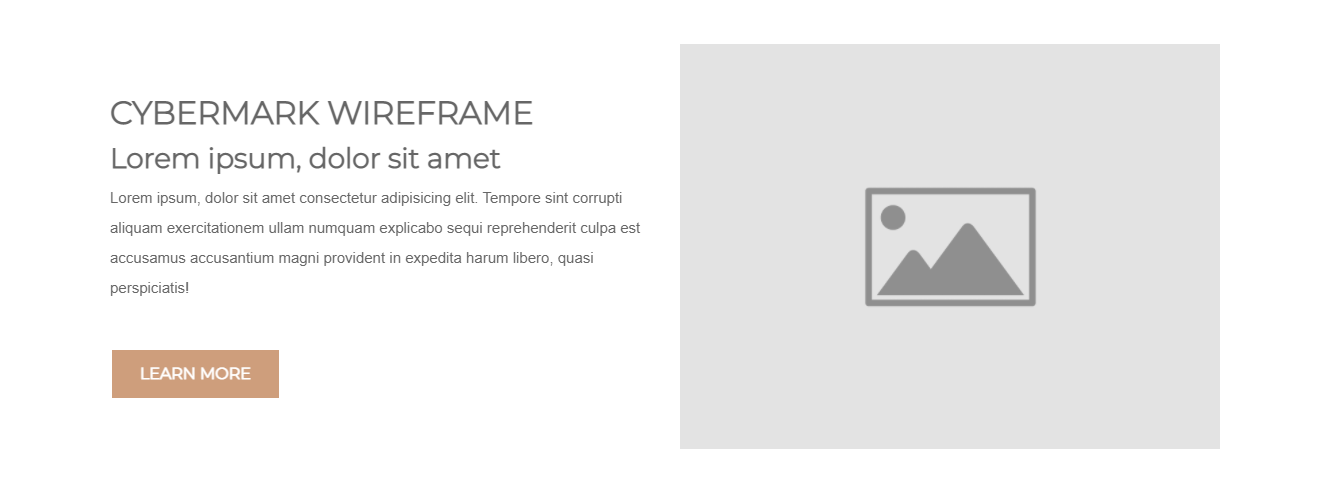 CYBERMARK WIREFRAME
Lorem ipsum, dolor sit amet
Lorem ipsum, dolor sit amet consectetur adipisicing elit. Tempore sint corrupti
aliquam exercitationem ullam numquam explicabo sequi reprehenderit culpa est
accusamus accusantium magni provident in expedita harum libero, quasi
perspiciatis!
LEARN MORE